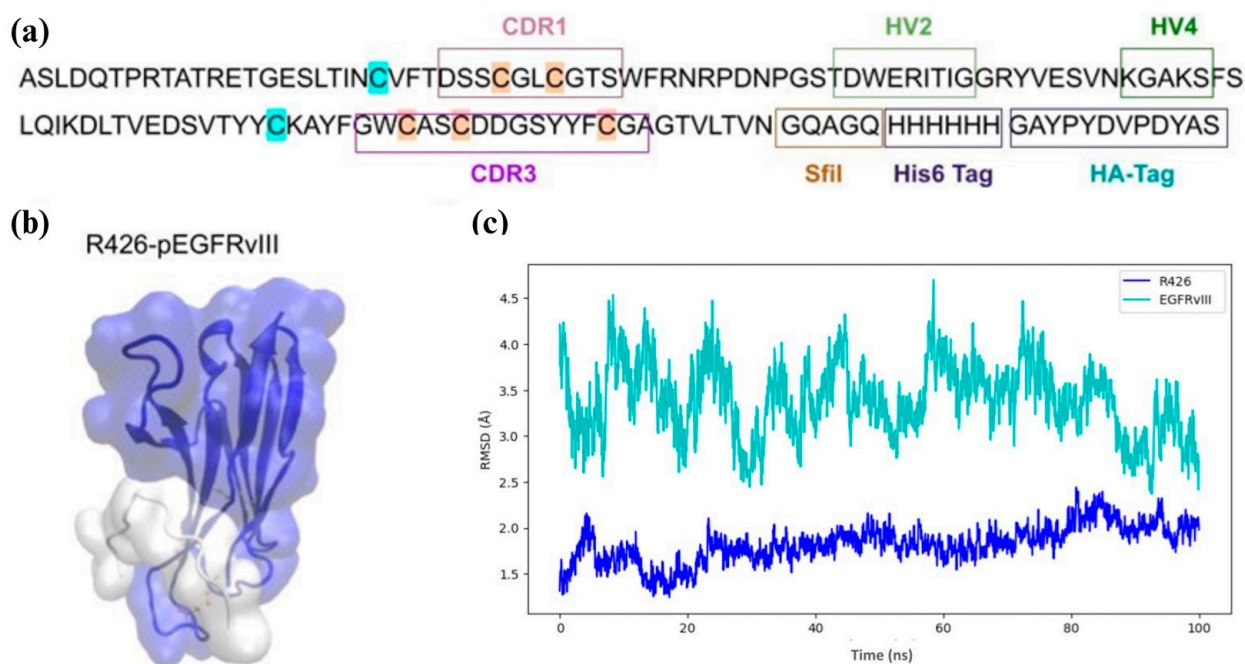 (a)
CDR1 HV2 HV4
ASLDQTPRTATRETGESLTINCVFTDSSCGLCGTSWFRNRPDNPGSTDWERITIGGRYVESVNKGAKSFS
LQIKDLTVEDSVTYYCKAYFGWCASCDDGSYYFCGAGTVLTVNGQAGQHHHHHHGAYPYDVPDYAS
CDR3 SfiI His6 Tag HA-Tag
(b)
R426-pEGFRvIII
(c)
R426
EGFRvIII
4.5
4.0
3.5
3.0
2.5
2.0
1.5
RMSD (Å)
0 20 40 60 80 100
Time (ns)